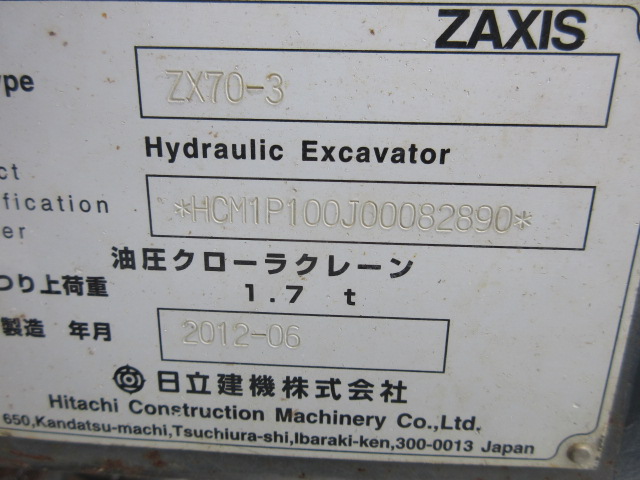 ZAXIS
ype ZX70-3
Hydraulic Excavator
ct
ification *HCM1P100J00082890*
er
油圧クローラクレーン
つり上荷重 1.7 t
製造 年月 2012-06
日立建機株式会社
Hitachi Construction Machinery Co.,Ltd.
650,Kandatsu-machi,Tsuchiura-shi,Ibaraki-ken,300-0013 Japan